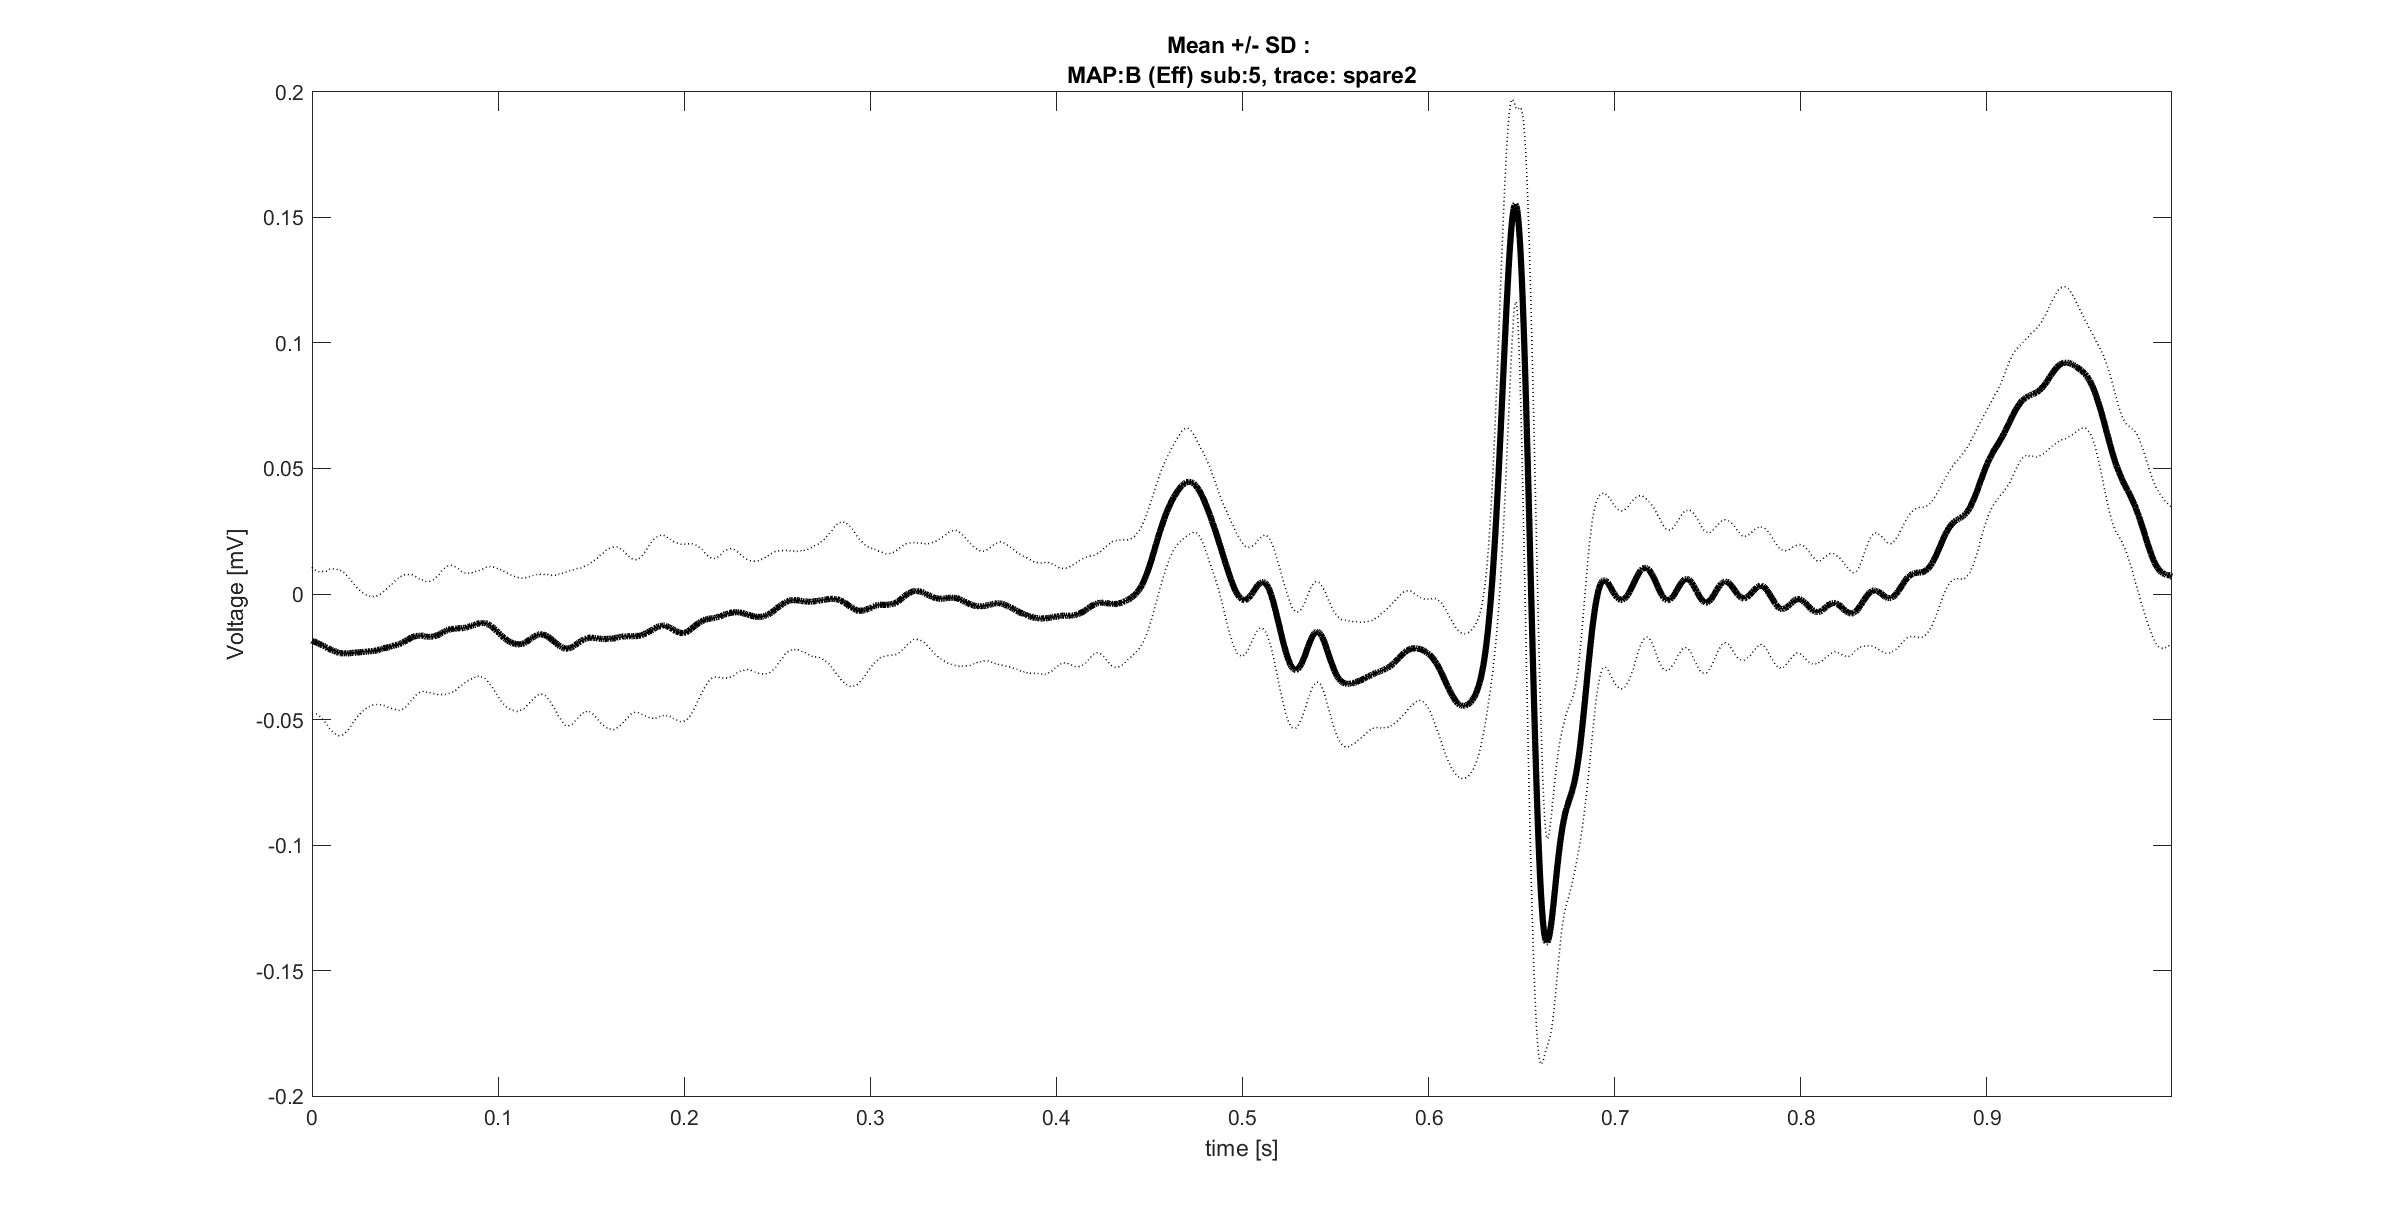 Mean +/- SD :
MAP:B (Eff) sub:5, trace: spare2
0.2
0.15
0.1
0.05
0
-0.05
-0.1
-0.15
-0.2
Voltage [mV]
0 0.1 0.2 0.3 0.4 0.5 0.6 0.7 0.8 0.9
time [s]